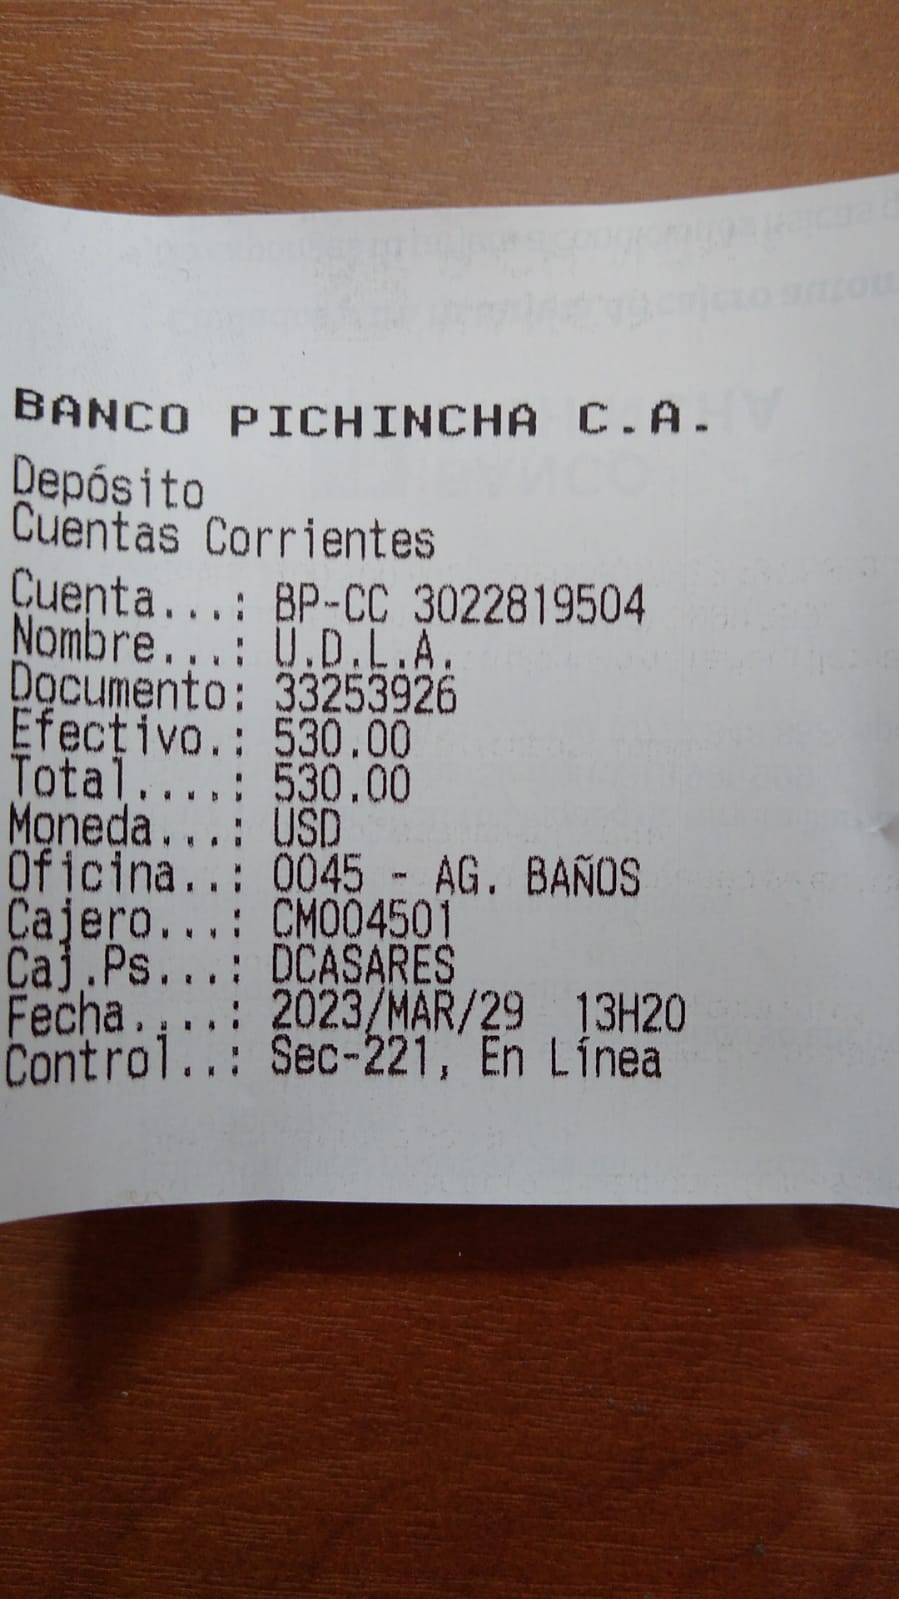 BANCO PICHINCHA C.A.
Depósito
Cuentas Corrientes
Cuenta...: BP-CC 3022819504
Nombre...: U.D.L.A.
Documento: 33253926
Efectivo.: 530.00
Total....: 530.00
Moneda...: USD
Oficina..: 0045 - AG. BAÑOS
Cajero...: CM004501
Caj.Ps...: DCASARES
Fecha....: 2023/MAR/29 13H20
Control..: Sec-221, En Línea